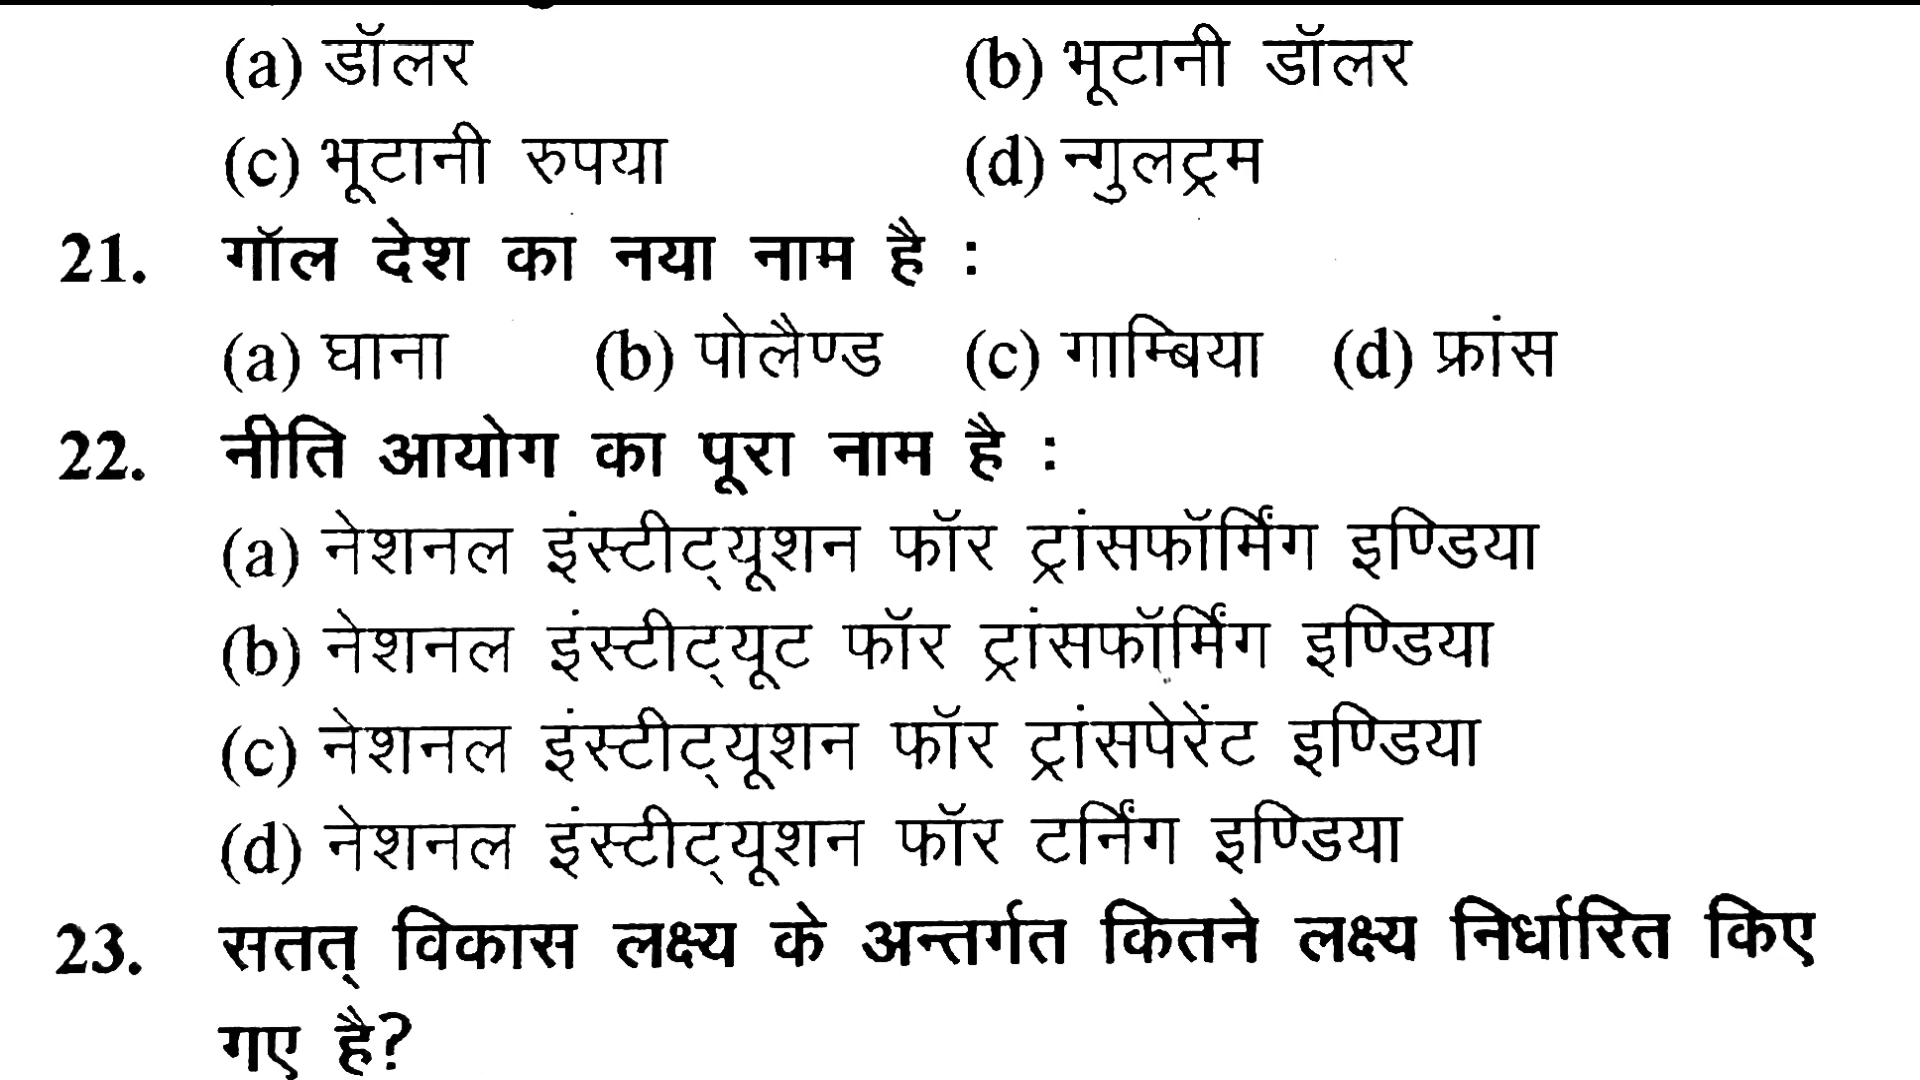 (a) डॉलर (b) भूटानी डॉलर
(c) भूटानी रुपया (d) न्गुलट्रम
21. गॉल देश का नया नाम है :
(a) घाना (b) पोलैण्ड (c) गाम्बिया (d) फ्रांस
22. नीति आयोग का पूरा नाम है :
(a) नेशनल इंस्टीट्यूशन फॉर ट्रांसफॉर्मिंग इण्डिया
(b) नेशनल इंस्टीट्यूट फॉर ट्रांसफॉर्मिंग इण्डिया
(c) नेशनल इंस्टीट्यूशन फॉर ट्रांसपेरेंट इण्डिया
(d) नेशनल इंस्टीट्यूशन फॉर टर्निंग इण्डिया
23. सतत् विकास लक्ष्य के अन्तर्गत कितने लक्ष्य निर्धारित किए
गए है?